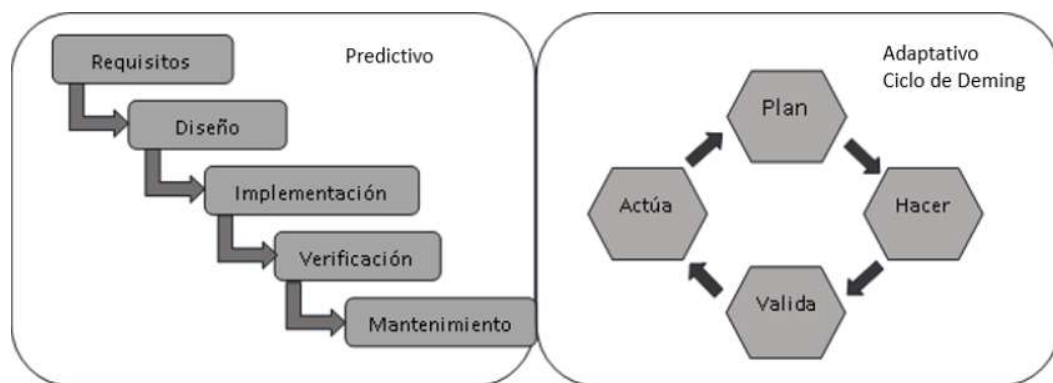 Predictivo
Requisitos
Diseño
Implementación
Verificación
Mantenimiento
Adaptativo
Ciclo de Deming
Plan
Hacer
Valida
Actúa